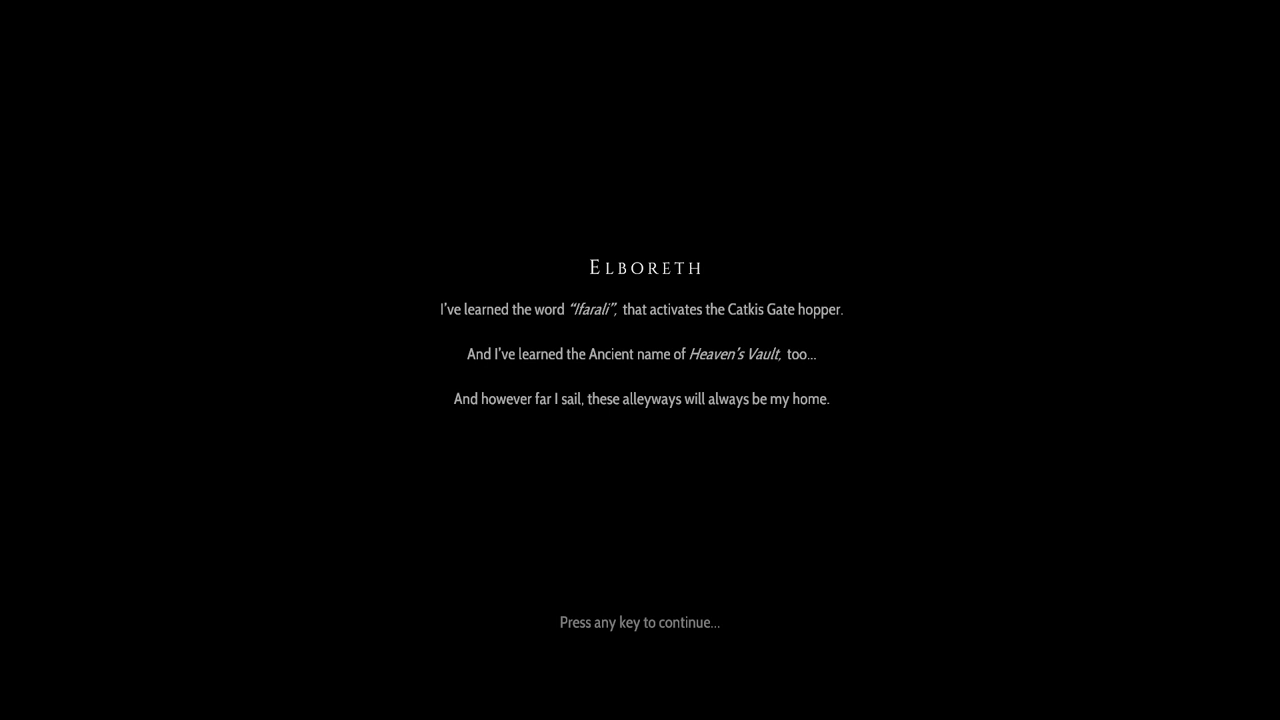 ELBORETH
I've learned the word “Ifarali”, that activates the Catkis Gate hopper.
And I've learned the Ancient name of Heaven's Vault, too...
And however far I sail, these alleyways will always be my home.
Press any key to continue...